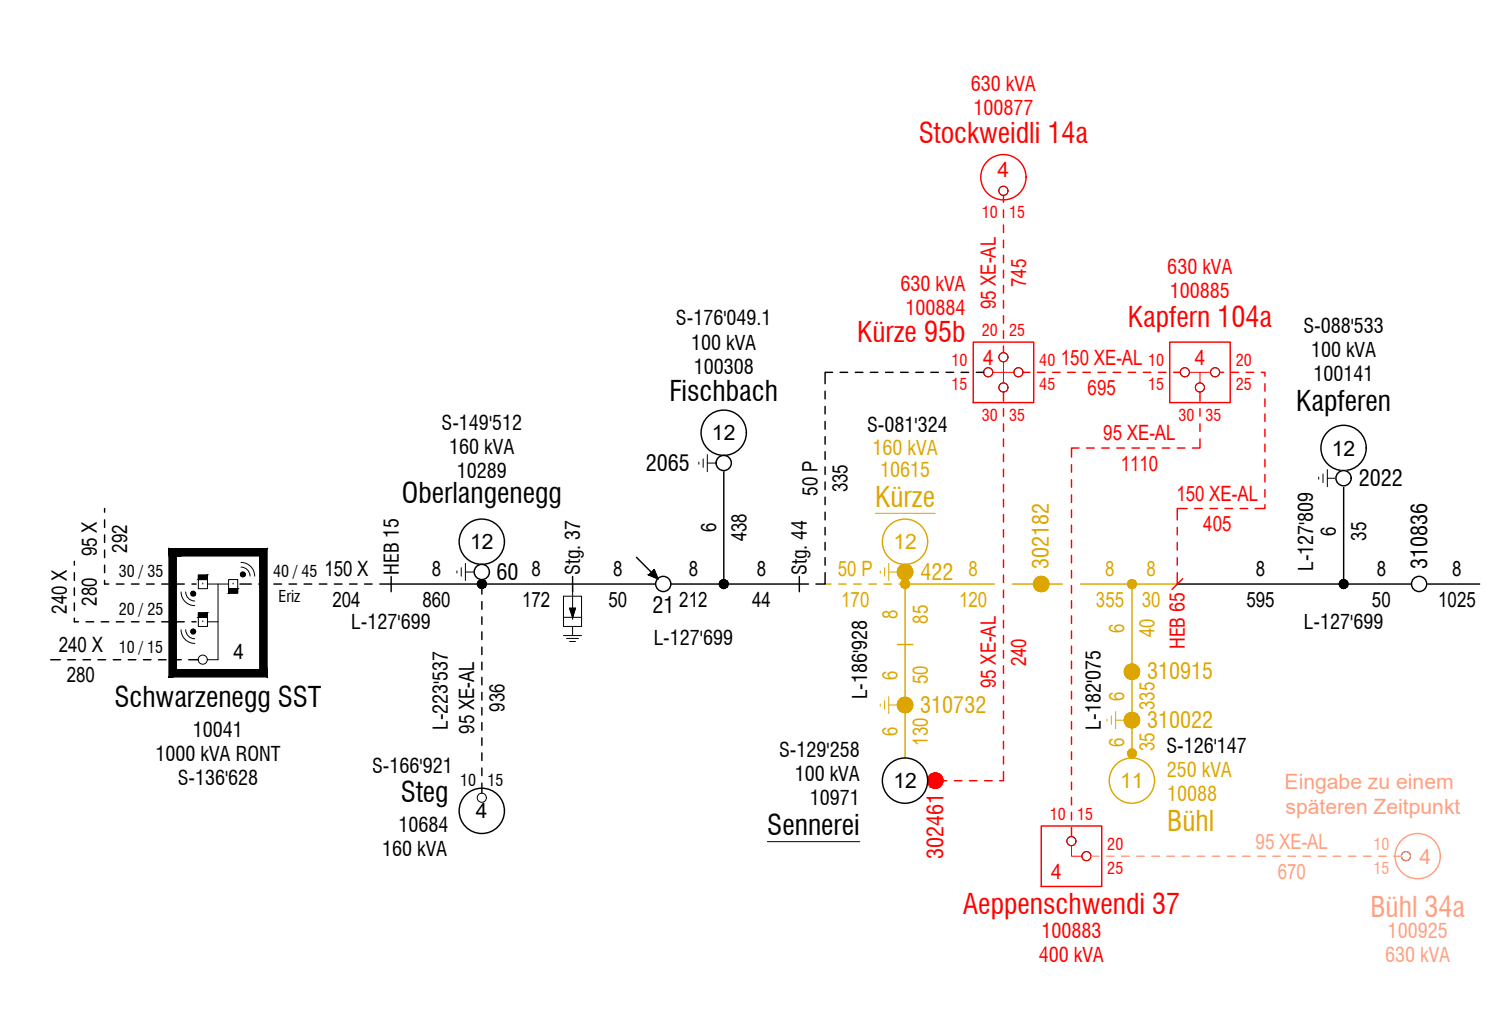 630 kVA
100877
Stockweidli 14a
4
10 15
95 XE-AL
745
630 kVA
100884
Kürze 95b
20 25
10
15
4
40
45
30 35
150 XE-AL
695
630 kVA
100885
Kapfern 104a
10
15
4
20
25
30 35
95 XE-AL
1110
150 XE-AL
405
S-088'533
100 kVA
100141
Kapferen
12
2022
L-127'809
6
35
310836
S-176'049.1
100 kVA
100308
Fischbach
12
2065
6
438
S-149'512
160 kVA
10289
Oberlangenegg
12
60
S-081'324
160 kVA
10615
Kürze
12
422
50 P
335
302182
95 X
292
240 X
280
30 / 35
20 / 25
240 X
280
10 / 15
4
40 / 45
Eriz
150 X
204
HEB 15
L-127'699
8
860
8
172
Stg. 37
8
50
21
212
8
44
Stg. 44
L-127'699
50 P
170
8
120
8
355
8
30
HEB 65
8
595
8
50
1025
L-127'699
Schwarzenegg SST
10041
1000 kVA RONT
S-136'628
L-223'537
95 XE-AL
936
S-166'921
Steg
10684
160 kVA
10 15
4
L-186'928
8
85
6
50
310732
6
130
S-129'258
100 kVA
10971
Sennerei
12
302461
95 XE-AL
240
6
40
310915
L-182'075
6
335
310022
6
35
S-126'147
250 kVA
10088
Bühl
11
10 15
20
25
4
Aeppenschwendi 37
100883
400 kVA
95 XE-AL
670
Eingabe zu einem
späteren Zeitpunkt
10
15
4
Bühl 34a
100925
630 kVA